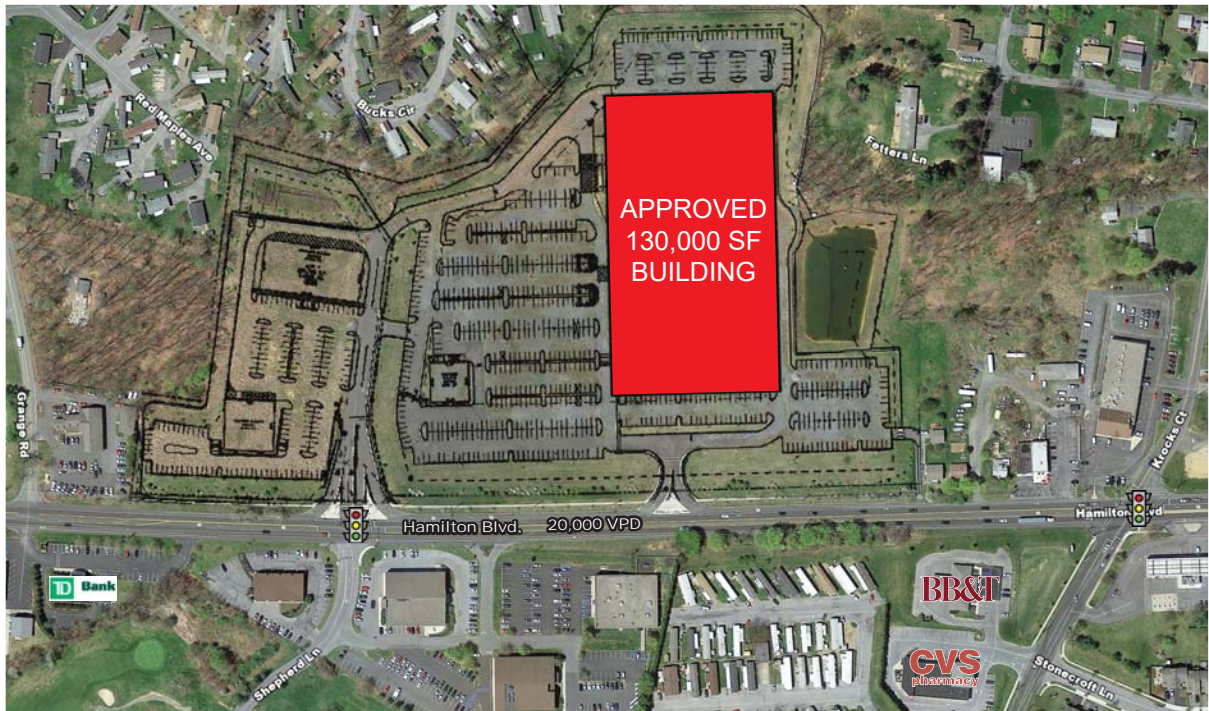 Red Maples Ave
Bucks Cir
Fetters Ln
APPROVED
130,000 SF
BUILDING
Grange Rd
Krocks Ct
Hamilton Blvd. 20,000 VPD
Hamilton Blvd
TD Bank
BB&T
CVS
pharmacy
Shepherd Ln
Stonecroft Ln